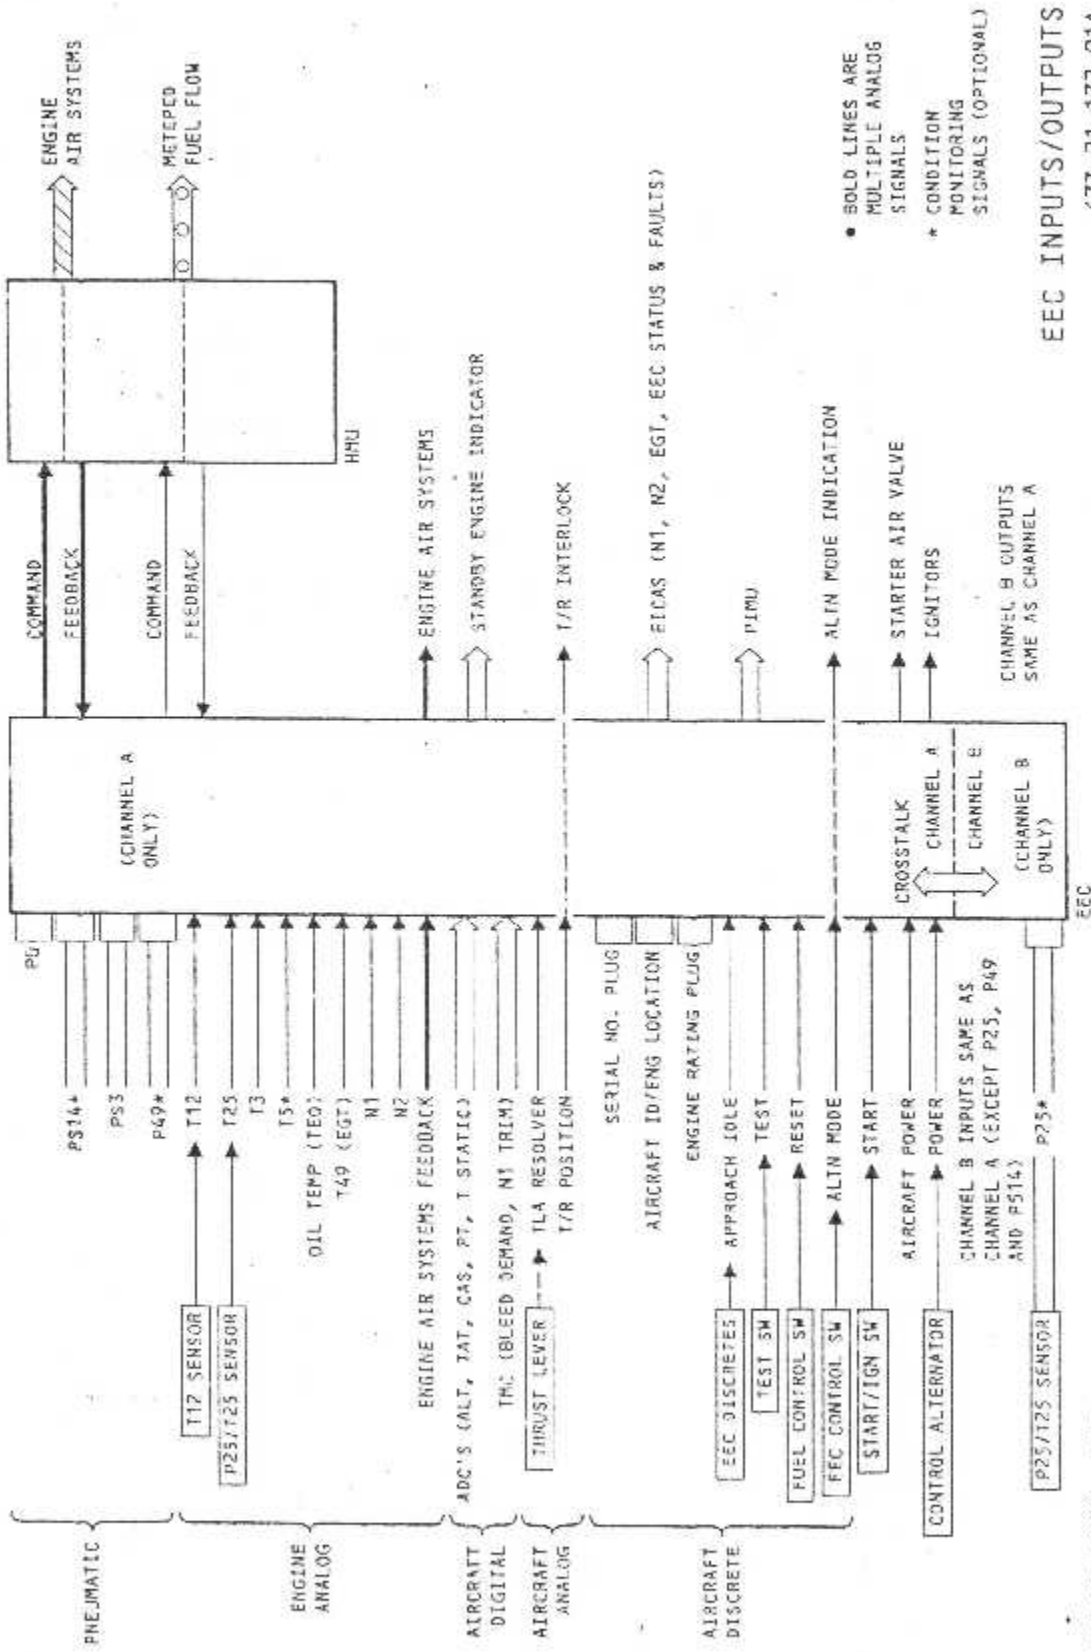 PNEUMATIC
ENGINE
ANALOG
AIRCRAFT
DIGITAL
AIRCRAFT
ANALOG
AIRCRAFT
DISCRETE
PS14*
PS3
P49*
T12 SENSOR
T12
P25/T25 SENSOR
T25
T3
T5*
OIL TEMP (TEO)
T49 (EGT)
N1
N2
ENGINE AIR SYSTEMS FEEDBACK
ADC'S (ALT, TAT, CAS, PT, T STATIC)
TMC (BLEED DEMAND, N1 TRIM)
THRUST LEVER
TLA RESOLVER
T/R POSITION
SERIAL NO. PLUG
AIRCRAFT ID/ENG LOCATION
ENGINE RATING PLUG
EEC DISCRETES
APPROACH IDLE
TEST SW
TEST
FUEL CONTROL SW
RESET
EEC CONTROL SW
ALTN MODE
START/IGN SW
START
AIRCRAFT POWER
CONTROL ALTERNATOR
POWER
CHANNEL B INPUTS SAME AS
CHANNEL A (EXCEPT P25, P49
AND PS14)
P25/T25 SENSOR
P25*
(CHANNEL A
ONLY)
CROSSTALK
CHANNEL A
CHANNEL B
(CHANNEL B
ONLY)
EEC
COMMAND
FEEDBACK
COMMAND
FEEDBACK
HMU
ENGINE
AIR SYSTEMS
METERED
FUEL FLOW
ENGINE AIR SYSTEMS
STANDBY ENGINE INDICATOR
T/R INTERLOCK
EICAS (N1, N2, EGT, EEC STATUS & FAULTS)
PIMU
ALTN MODE INDICATION
STARTER AIR VALVE
IGNITORS
CHANNEL B OUTPUTS
SAME AS CHANNEL A
● BOLD LINES ARE
MULTIPLE ANALOG
SIGNALS
* CONDITION
MONITORING
SIGNALS (OPTIONAL)
EEC INPUTS/OUTPUTS